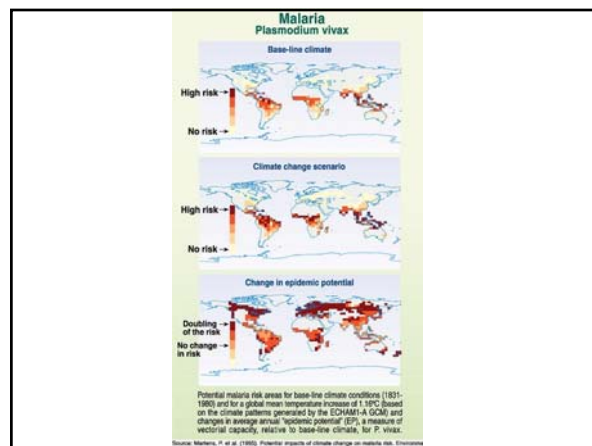 Malaria
Plasmodium vivax
Base-line climate
High risk
No risk
Climate change scenario
High risk
No risk
Change in epidemic potential
Doubling
of the risk
No change
in risk
Potential malaria risk areas for base-line climate conditions (1931-
1980) and for a global mean temperature increase of 1.16ºC (based
on the climate patterns generated by the ECHAM1-A GCM) and
changes in average annual "epidemic potential" (EP), a measure of
vectorial capacity, relative to base-line climate, for P. vivax.
Source: Martens, P. et al. (1995). Potential impacts of climate change on malaria risk.